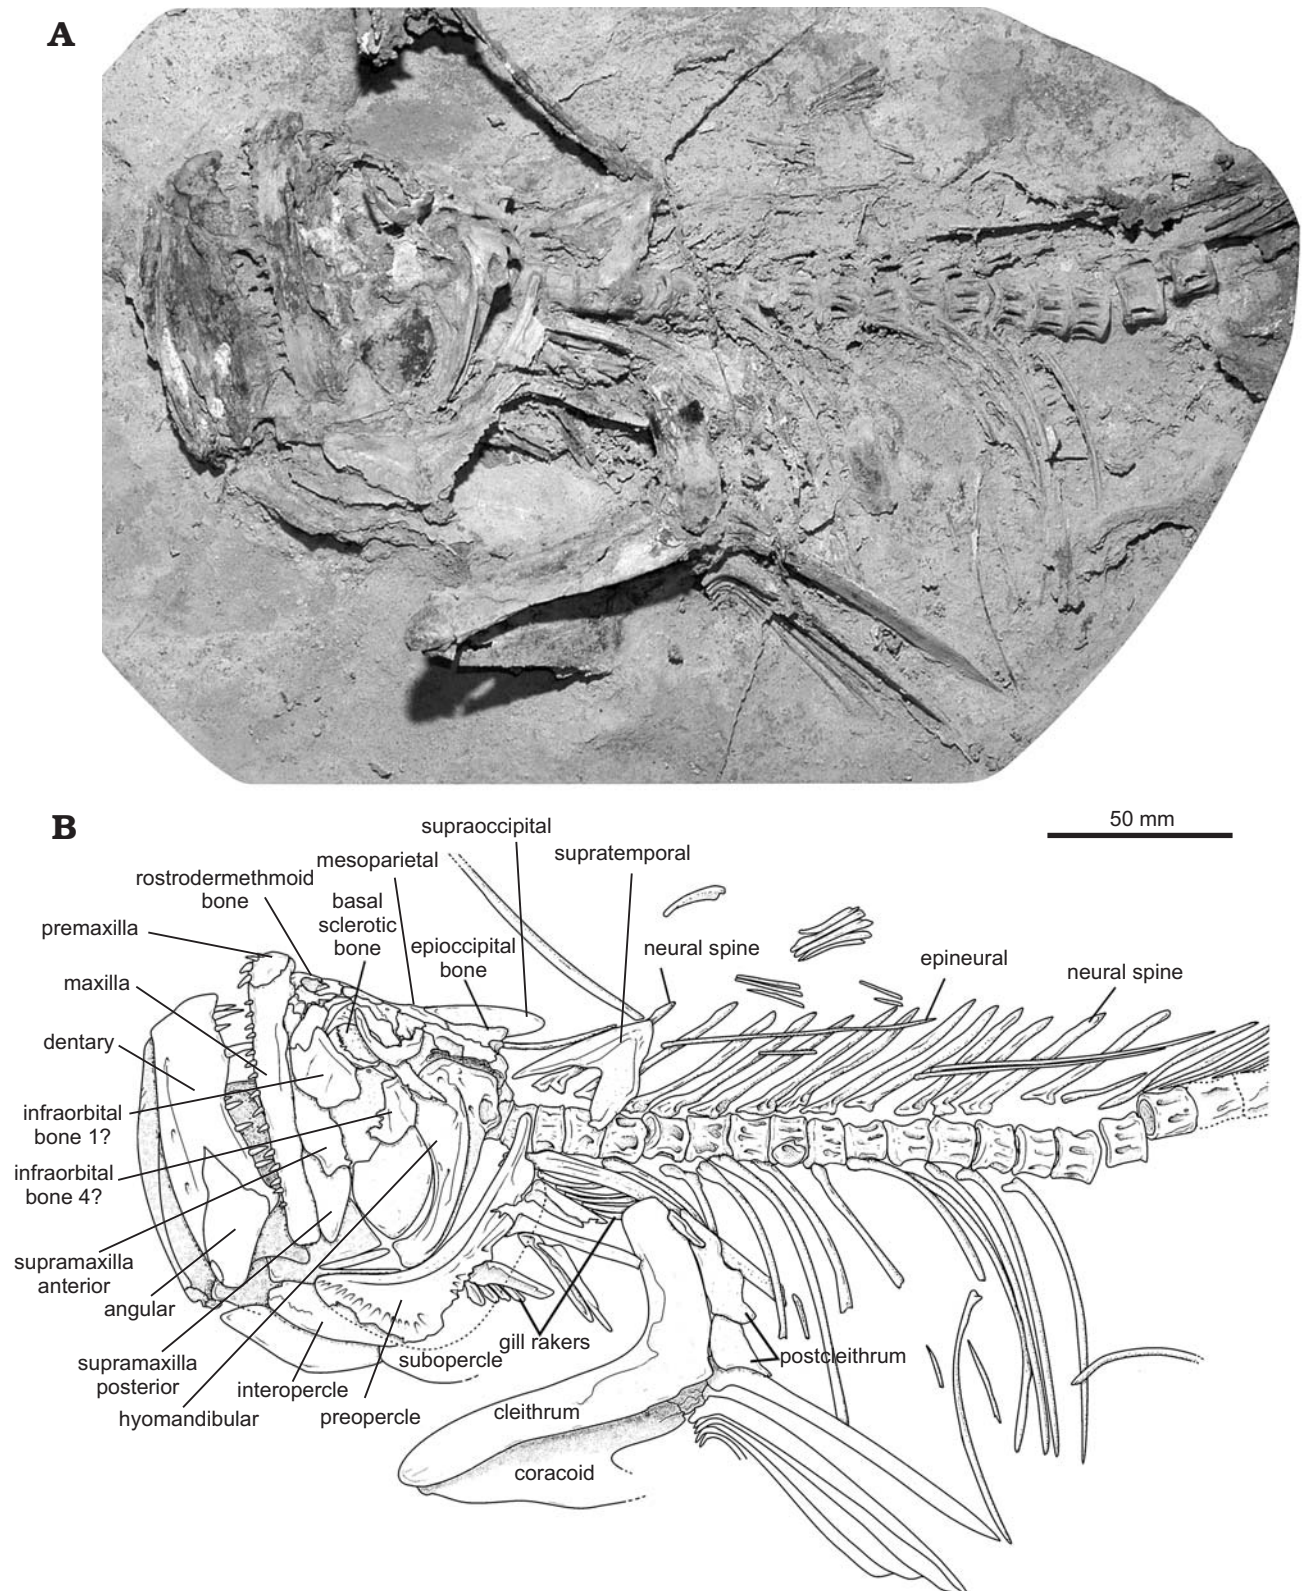 A
B
50 mm
supraoccipital
mesoparietal
supratemporal
rostrodermethmoid
bone
basal
sclerotic
bone
premaxilla
epioccipital
bone
neural spine
epineural
neural spine
maxilla
dentary
infraorbital
bone 1?
infraorbital
bone 4?
supramaxilla
anterior
angular
supramaxilla
posterior
hyomandibular
interopercle
preopercle
subopercle
gill rakers
postcleithrum
cleithrum
coracoid